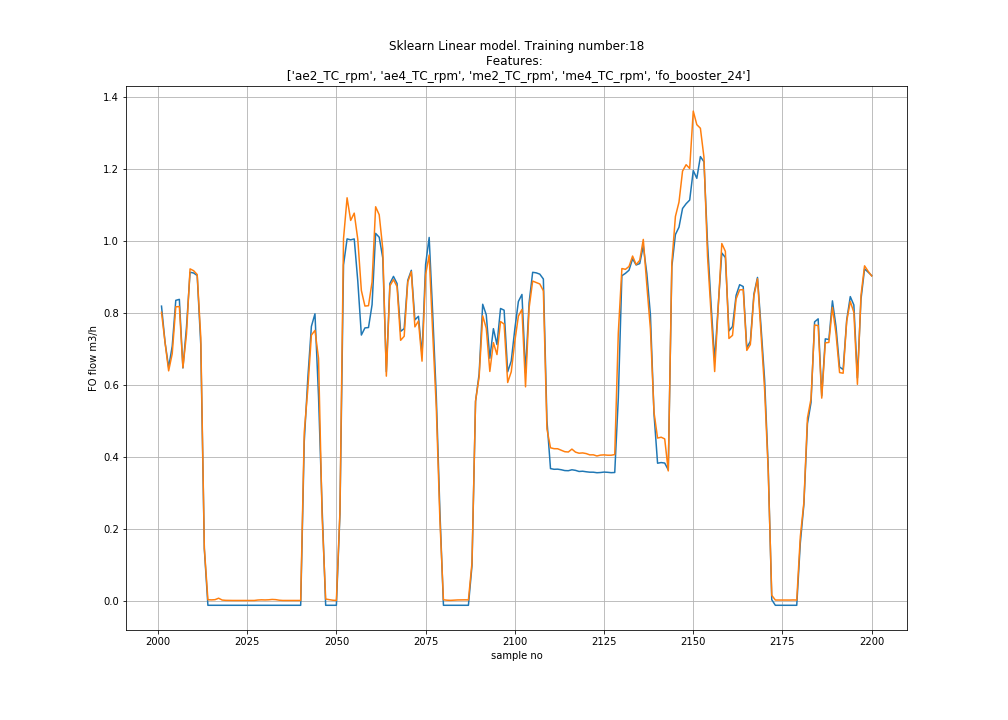 Sklearn Linear model. Training number:18
Features:
['ae2_TC_rpm', 'ae4_TC_rpm', 'me2_TC_rpm', 'me4_TC_rpm', 'fo_booster_24']
1.4
1.2
1.0
0.8
0.6
0.4
0.2
0.0
FO flow m3/h
2000 2025 2050 2075 2100 2125 2150 2175 2200
sample no